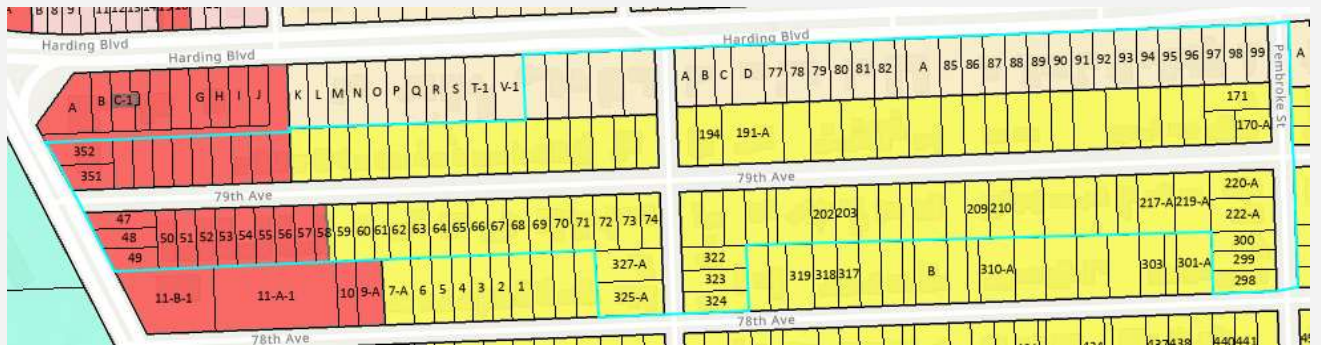 B 8 9
Harding Blvd
Harding Blvd
Harding Blvd
Pembroke St
A B C-1 G H I J K L M N O P Q R S T-1 V-1
A B C D 77 78 79 80 81 82 A 85 86 87 88 89 90 91 92 93 94 95 96 97 98 99 A
171
194 191-A 170-A
352
351
79th Ave
79th Ave
220-A
47
48
49
50 51 52 53 54 55 56 57 58 59 60 61 62 63 64 65 66 67 68 69 70 71 72 73 74
202 203 209 210 217-A 219-A 222-A
300
299
298
322
323
324
327-A
325-A
11-B-1 11-A-1 10 9-A 7-A 6 5 4 3 2 1
319 318 317 B 310-A 303 301-A
78th Ave
78th Ave
440 441